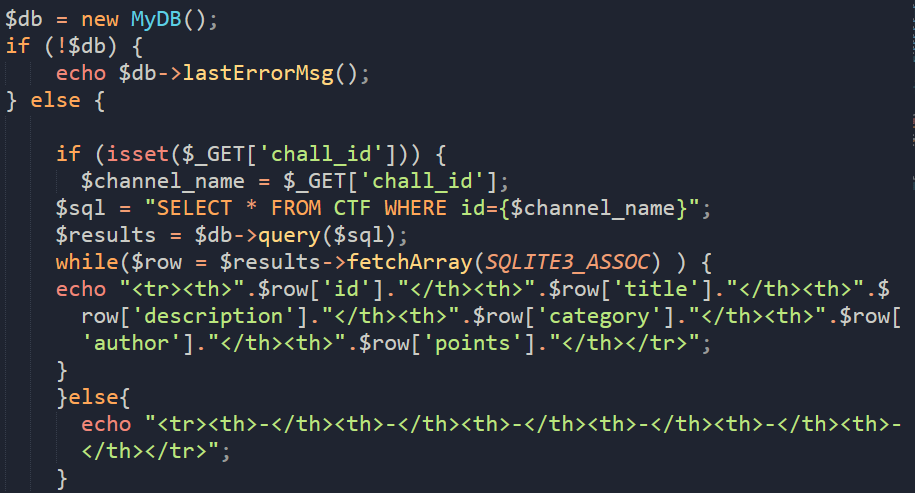 $db = new MyDB();
if (!$db) {
echo $db->lastErrorMsg();
} else {
if (isset($_GET['chall_id'])) {
$channel_name = $_GET['chall_id'];
$sql = "SELECT * FROM CTF WHERE id={$channel_name}";
$results = $db->query($sql);
while($row = $results->fetchArray(SQLITE3_ASSOC) ) {
echo "<tr><th>".$row['id']."</th><th>".$row['title']."</th><th>".$
row['description']."</th><th>".$row['category']."</th><th>".$row[
'author']."</th><th>".$row['points']."</th></tr>";
}
}else{
echo "<tr><th>-</th><th>-</th><th>-</th><th>-</th><th>-</th><th>-
</th></tr>";
}